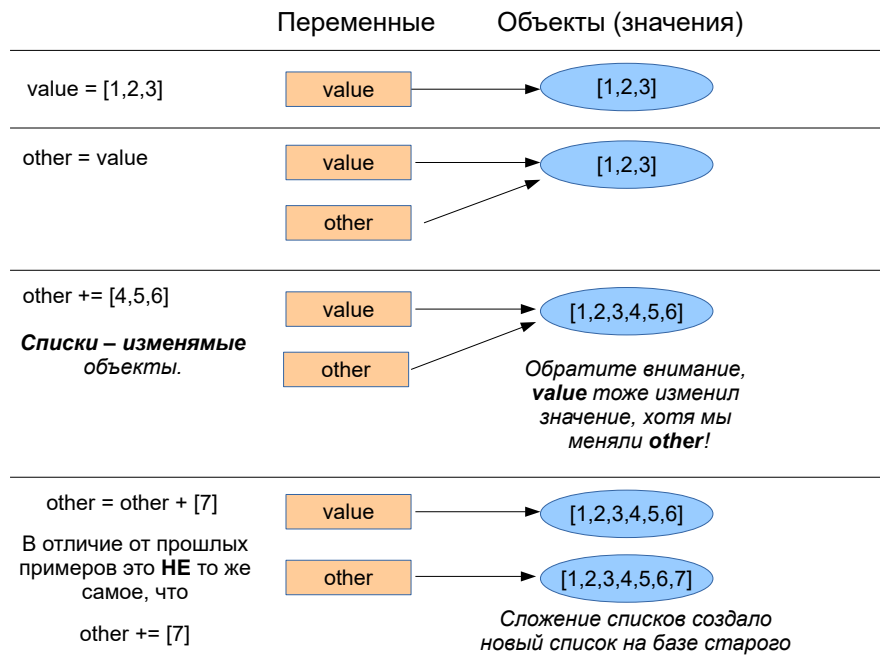 Переменные Объекты (значения)
value = [1,2,3] value [1,2,3]
other = value value [1,2,3]
other
other += [4,5,6] value [1,2,3,4,5,6]
Списки – изменямые
объекты.
other
Обратите внимание,
value тоже изменил
значение, хотя мы
меняли other!
other = other + [7] value [1,2,3,4,5,6]
В отличие от прошлых
примеров это НЕ то же
самое, что
other += [7]
other [1,2,3,4,5,6,7]
Сложение списков создало
новый список на базе старого